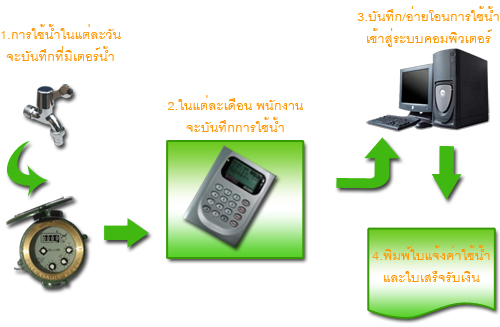 1.การใช้น้ำในแต่ละวัน
จะบันทึกที่มิเตอร์น้ำ
2.ในแต่ละเดือน พนักงาน
จะบันทึกการใช้น้ำ
3.บันทึก/อ่ายโอนการใช้น้ำ
เข้าสู่ระบบคอมพิวเตอร์
4.พิมพ์ใบแจ้งค่าใช้น้ำ
และใบเสร็จรับเงิน